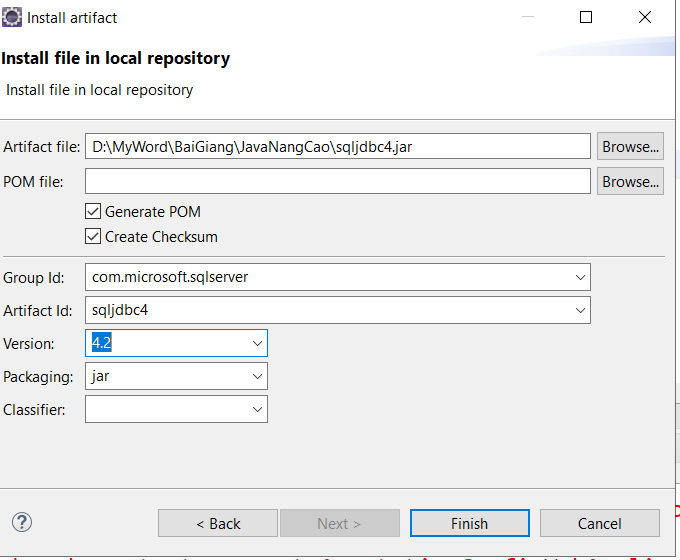 Install artifact
Install file in local repository
Install file in local repository
Artifact file: D:\MyWord\BaiGiang\JavaNangCao\sqljdbc4.jar Browse...
POM file: Browse...
Generate POM
Create Checksum
Group Id: com.microsoft.sqlserver
Artifact Id: sqljdbc4
Version: 4.2
Packaging: jar
Classifier:
? < Back Next > Finish Cancel